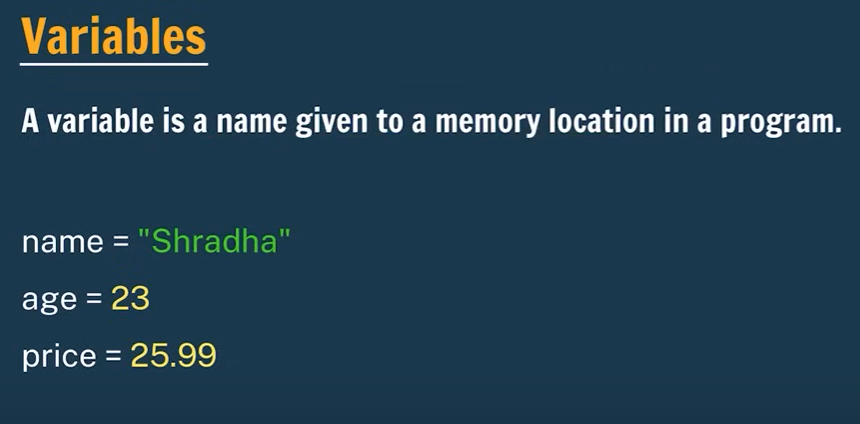 Variables
A variable is a name given to a memory location in a program.
name = "Shradha"
age = 23
price = 25.99